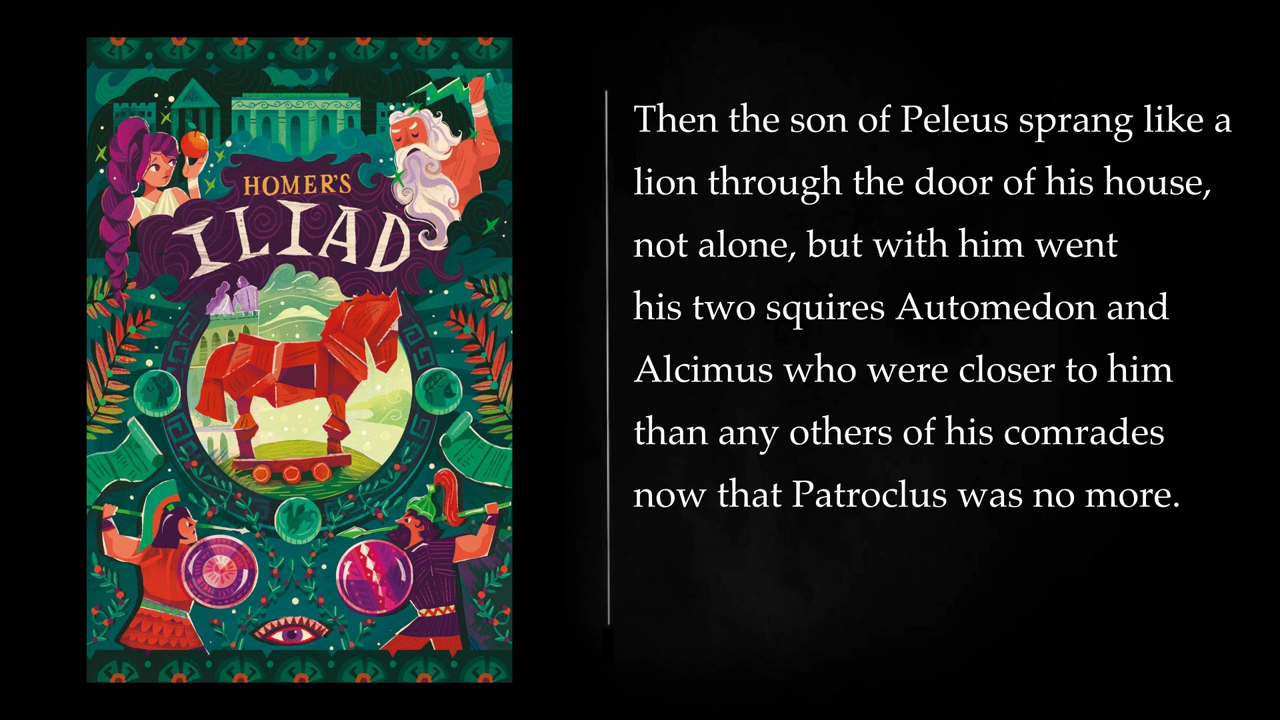 HOMER'S
ILIAD
Then the son of Peleus sprang like a
lion through the door of his house,
not alone, but with him went
his two squires Automedon and
Alcimus who were closer to him
than any others of his comrades
now that Patroclus was no more.